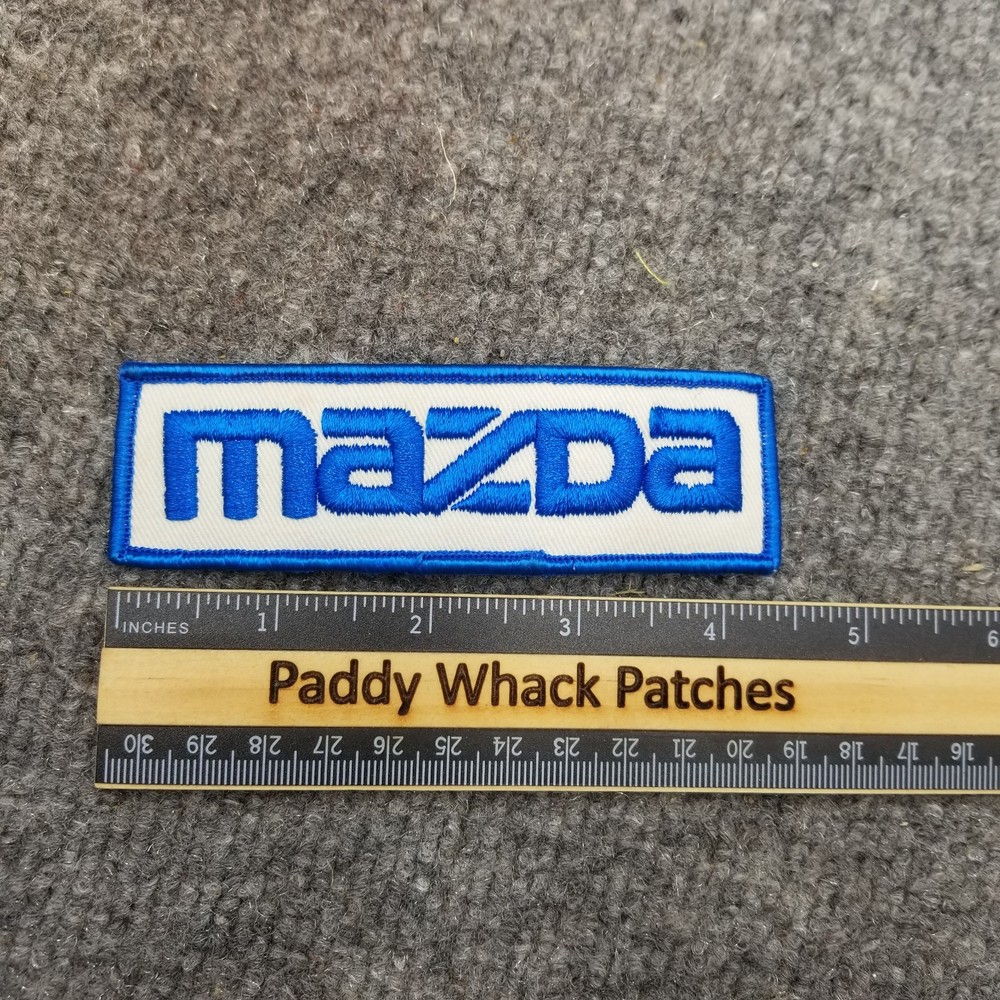 mazda
INCHES 1 2 3 4 5 6
Paddy Whack Patches
30 29 28 27 26 25 24 23 22 21 20 19 18 17 16